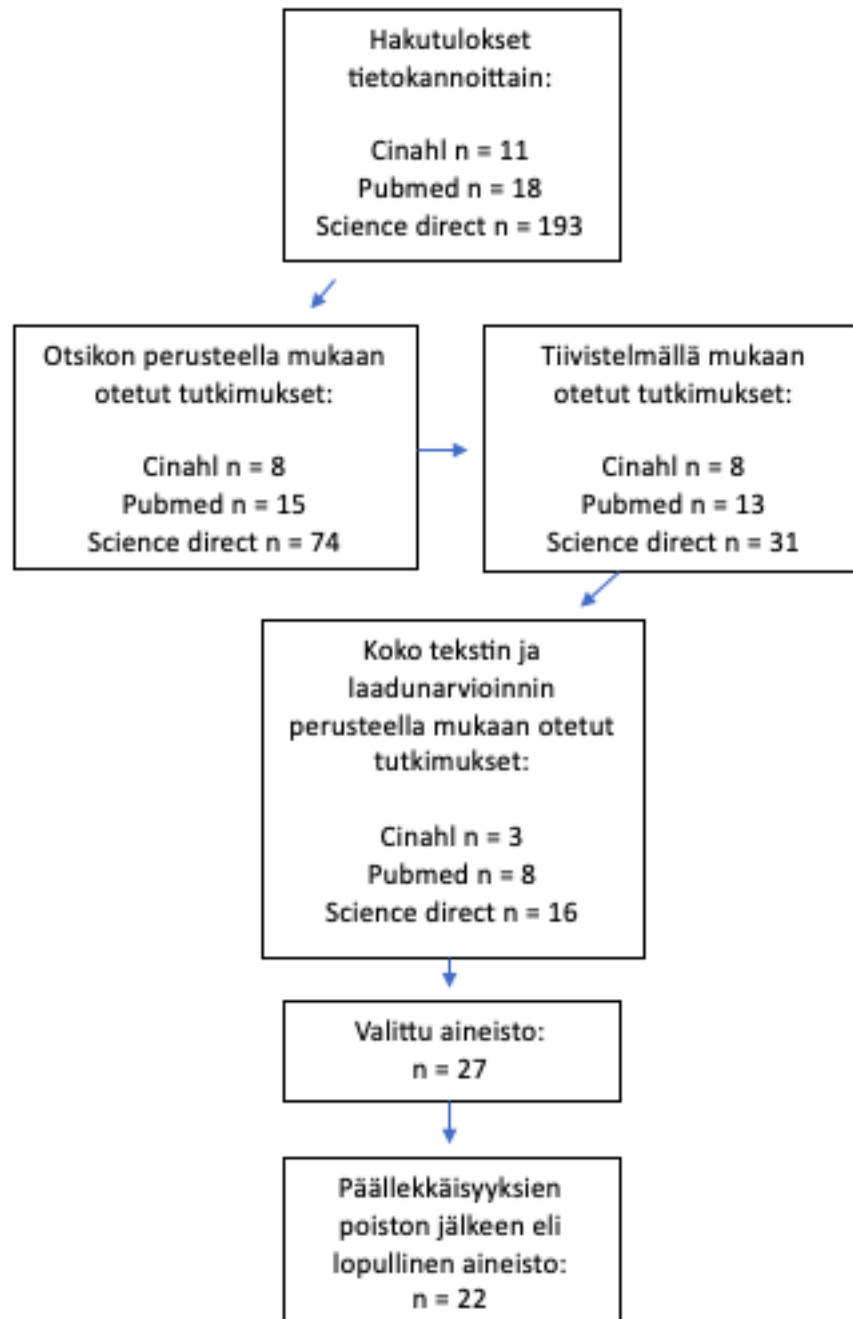 Hakutulokset
tietokannoittain:
Cinahl n = 11
Pubmed n = 18
Science direct n = 193
Otsikon perusteella mukaan
otetut tutkimukset:
Cinahl n = 8
Pubmed n = 15
Science direct n = 74
Tiivistelmällä mukaan
otetut tutkimukset:
Cinahl n = 8
Pubmed n = 13
Science direct n = 31
Koko tekstin ja
laadunarvioinnin
perusteella mukaan otetut
tutkimukset:
Cinahl n = 3
Pubmed n = 8
Science direct n = 16
Valittu aineisto:
n = 27
Päällekkäisyyksien
poiston jälkeen eli
lopullinen aineisto:
n = 22